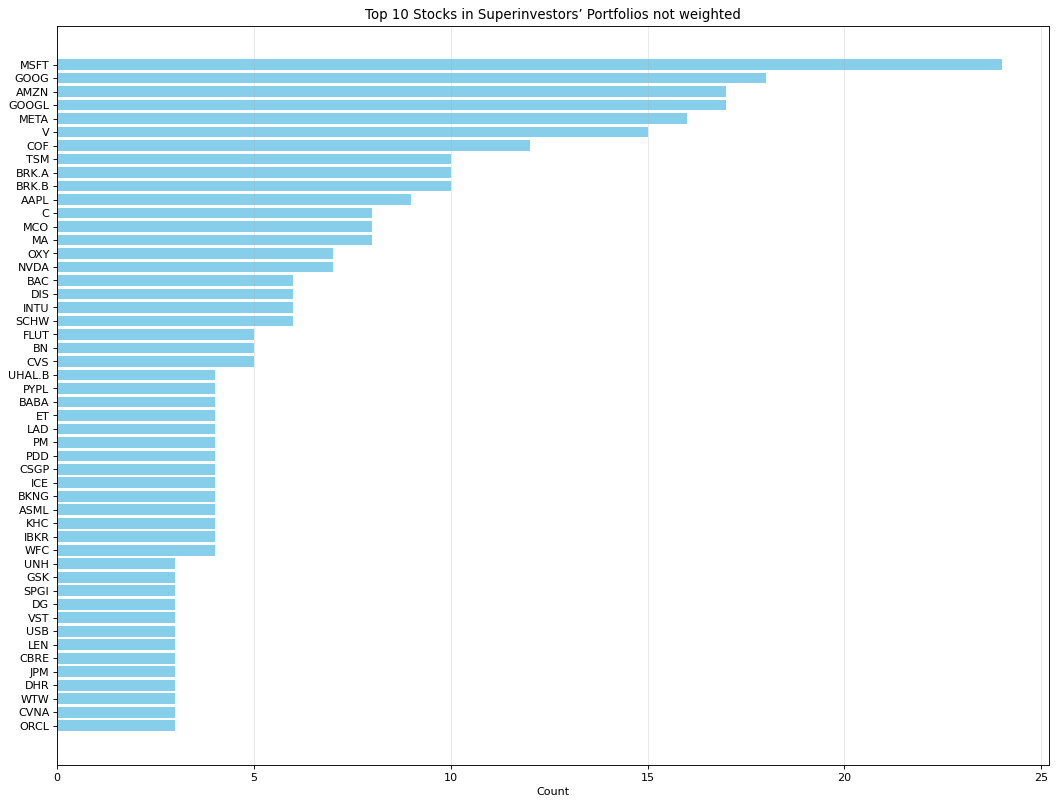 Top 10 Stocks in Superinvestors’ Portfolios not weighted
MSFT
GOOG
AMZN
GOOGL
META
V
COF
TSM
BRK.A
BRK.B
AAPL
C
MCO
MA
OXY
NVDA
BAC
DIS
INTU
SCHW
FLUT
BN
CVS
UHAL.B
PYPL
BABA
ET
LAD
PM
PDD
CSGP
ICE
BKNG
ASML
KHC
IBKR
WFC
UNH
GSK
SPGI
DG
VST
USB
LEN
CBRE
JPM
DHR
WTW
CVNA
ORCL
0 5 10 15 20 25
Count